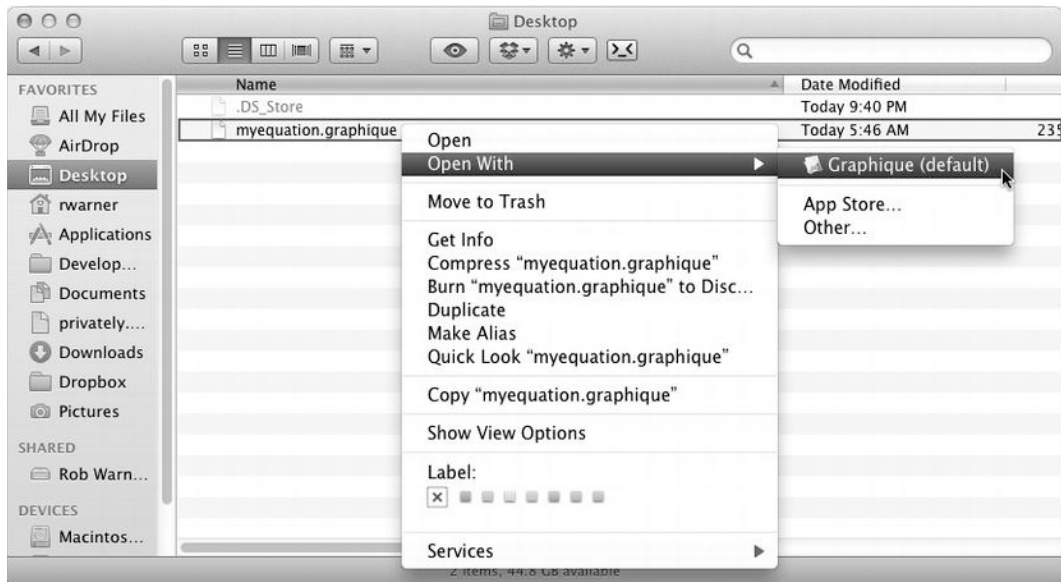 Desktop
FAVORITES
All My Files
AirDrop
Desktop
rwarner
Applications
Develop...
Documents
privately....
Downloads
Dropbox
Pictures
SHARED
Rob Warn...
DEVICES
Macintos...
Name Date Modified
.DS_Store Today 9:40 PM
myequation.graphique Today 5:46 AM 235
Open
Open With
Move to Trash
Get Info
Compress “myequation.graphique”
Burn “myequation.graphique” to Disc...
Duplicate
Make Alias
Quick Look “myequation.graphique”
Copy “myequation.graphique”
Show View Options
Label:
Services
Graphique (default)
App Store...
Other...
2 items, 44.8 GB available